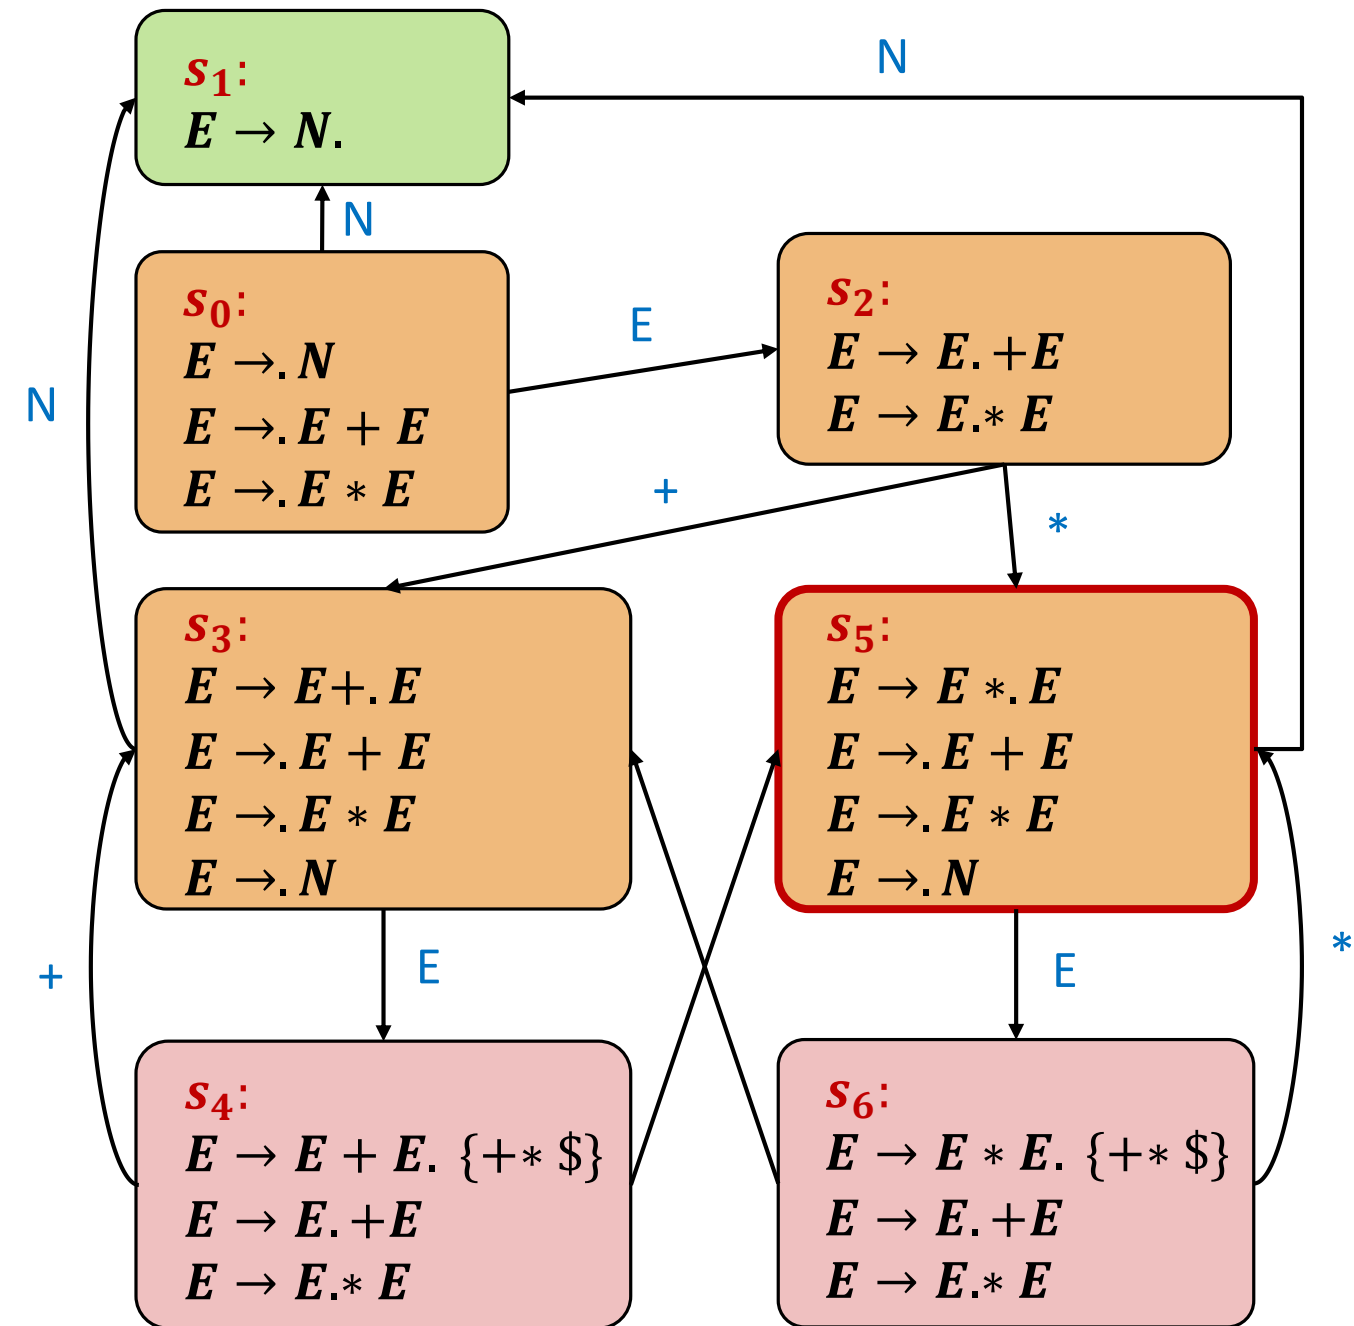 N
s₁:
E → N.
N
N
s₀:
E →. N
E →. E + E
E →. E * E
E
s₂:
E → E. +E
E → E.* E
+
*
s₃:
E → E+. E
E →. E + E
E →. E * E
E →. N
s₅:
E → E *. E
E →. E + E
E →. E * E
E →. N
+
E
E
*
s₄:
E → E + E. {+* $}
E → E. +E
E → E.* E
s₆:
E → E * E. {+* $}
E → E. +E
E → E.* E